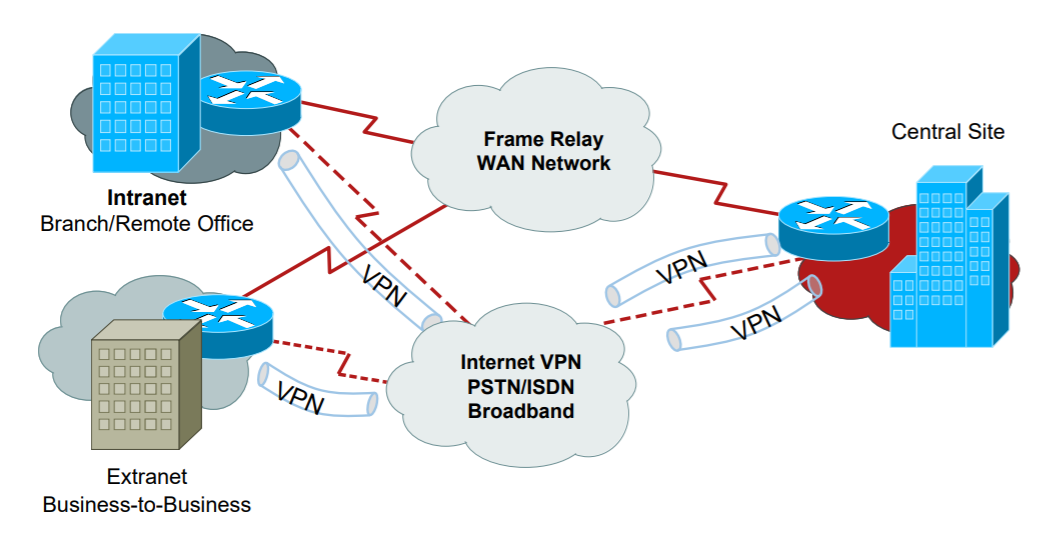 Frame Relay
WAN Network
Central Site
Intranet
Branch/Remote Office
VPN
VPN
VPN
Internet VPN
PSTN/ISDN
Broadband
VPN
Extranet
Business-to-Business